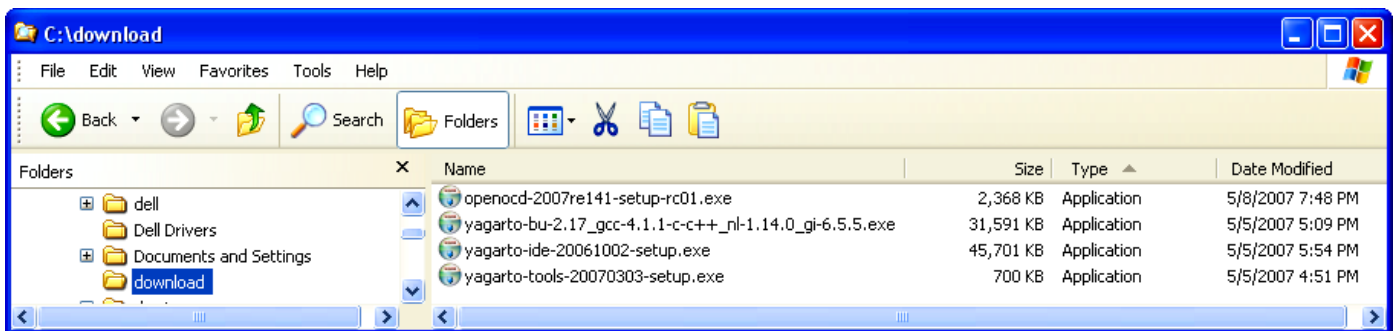 C:\download
File Edit View Favorites Tools Help
Back Search Folders
Folders
Name Size Type Date Modified
dell
Dell Drivers
Documents and Settings
download
openocd-2007re141-setup-rc01.exe 2,368 KB Application 5/8/2007 7:48 PM
yagarto-bu-2.17_gcc-4.1.1-c-c++_nl-1.14.0_gi-6.5.5.exe 31,591 KB Application 5/5/2007 5:09 PM
yagarto-ide-20061002-setup.exe 45,701 KB Application 5/5/2007 5:54 PM
yagarto-tools-20070303-setup.exe 700 KB Application 5/5/2007 4:51 PM